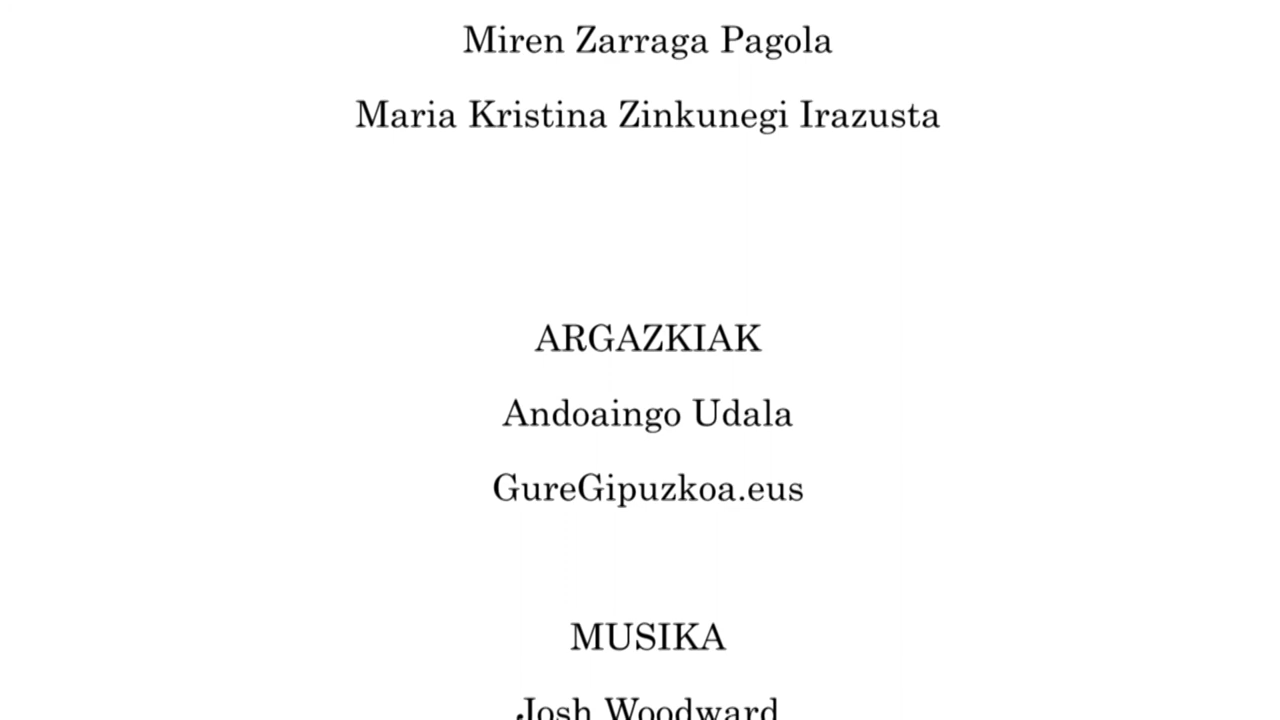 Miren Zarraga Pagola
Maria Kristina Zinkunegi Irazusta
ARGAZKIAK
Andoaingo Udala
GureGipuzkoa.eus
MUSIKA
Josh Woodward